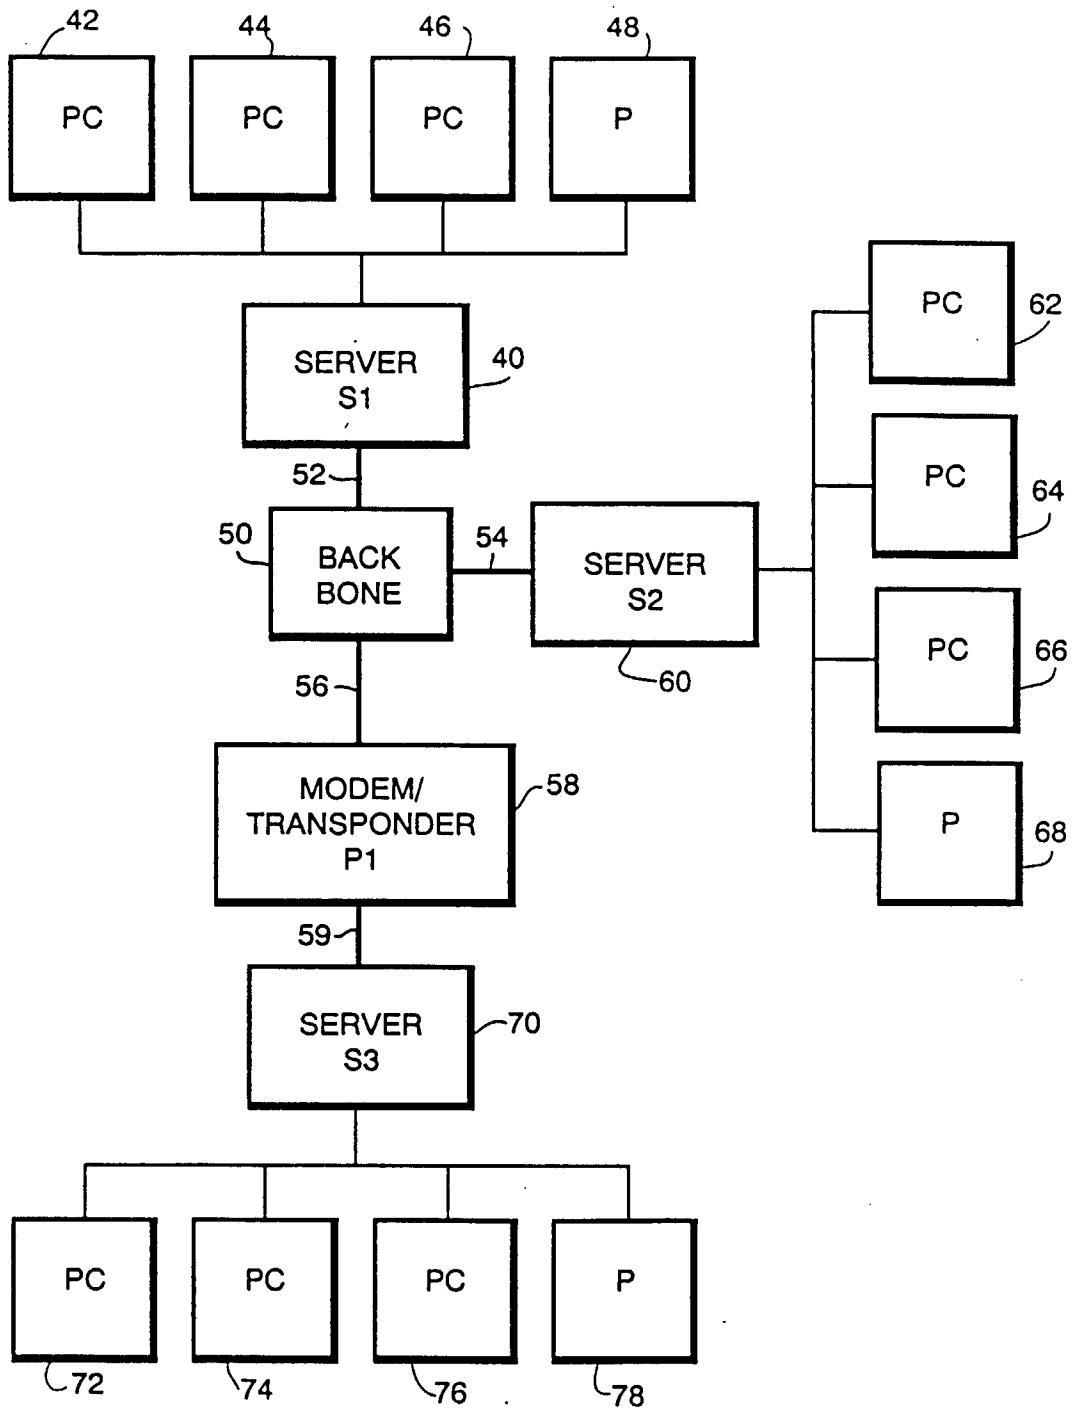 42
44
46
48
PC
PC
PC
P
SERVER
S1
40
52
50
BACK
BONE
54
SERVER
S2
60
PC
62
PC
64
PC
66
P
68
56
MODEM/
TRANSPONDER
P1
58
59
SERVER
S3
70
PC
PC
PC
P
72
74
76
78